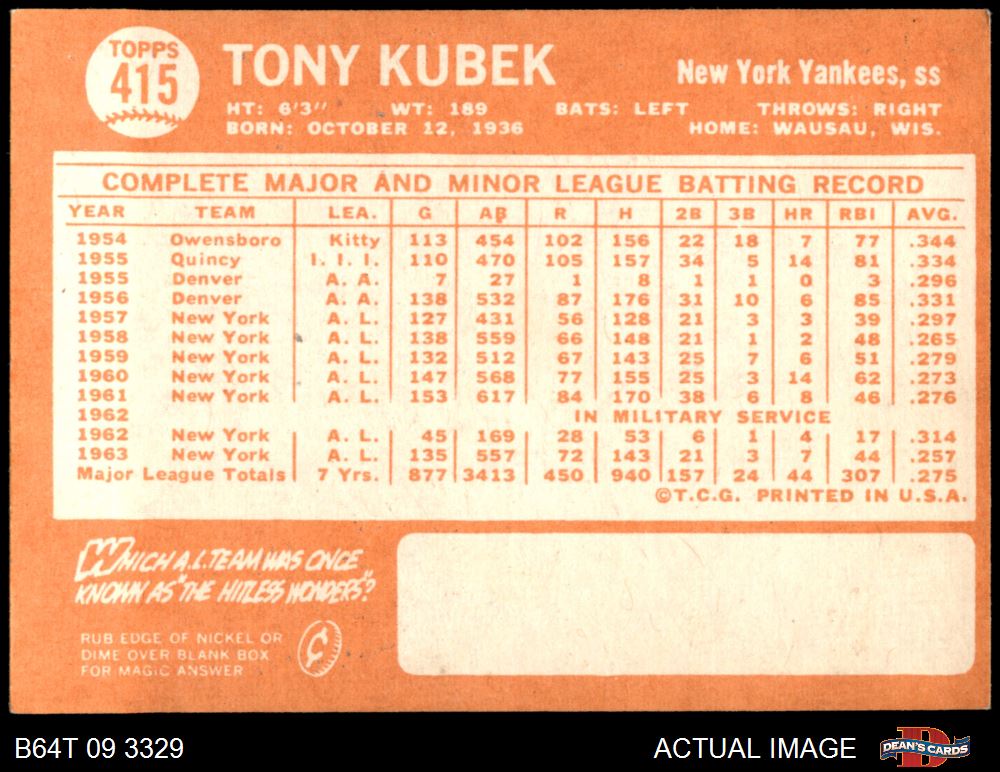 TOPPS
415
TONY KUBEK
New York Yankees, ss
HT: 6'3" WT: 189 BATS: LEFT THROWS: RIGHT
BORN: OCTOBER 12, 1936 HOME: WAUSAU, WIS.
COMPLETE MAJOR AND MINOR LEAGUE BATTING RECORD
YEAR TEAM LEA. G AB R H 2B 3B HR RBI AVG.
1954 Owensboro Kitty 113 454 102 156 22 18 7 77 .344
1955 Quincy I. I. I. 110 470 105 157 34 5 14 81 .334
1955 Denver A. A. 7 27 1 8 1 1 0 3 .296
1956 Denver A. A. 138 532 87 176 31 10 6 85 .331
1957 New York A. L. 127 431 56 128 21 3 3 39 .297
1958 New York A. L. 138 559 66 148 21 1 2 48 .265
1959 New York A. L. 132 512 67 143 25 7 6 51 .279
1960 New York A. L. 147 568 77 155 25 3 14 62 .273
1961 New York A. L. 153 617 84 170 38 6 8 46 .276
1962 IN MILITARY SERVICE
1962 New York A. L. 45 169 28 53 6 1 4 17 .314
1963 New York A. L. 135 557 72 143 21 3 7 44 .257
Major League Totals 7 Yrs. 877 3413 450 940 157 24 44 307 .275
©T.C.G. PRINTED IN U.S.A.
WHICH A.L. TEAM WAS ONCE
KNOWN AS "THE HITLESS WONDERS"?
RUB EDGE OF NICKEL OR
DIME OVER BLANK BOX
FOR MAGIC ANSWER
¢
B64T 09 3329
ACTUAL IMAGE
D
DEAN'S CARDS